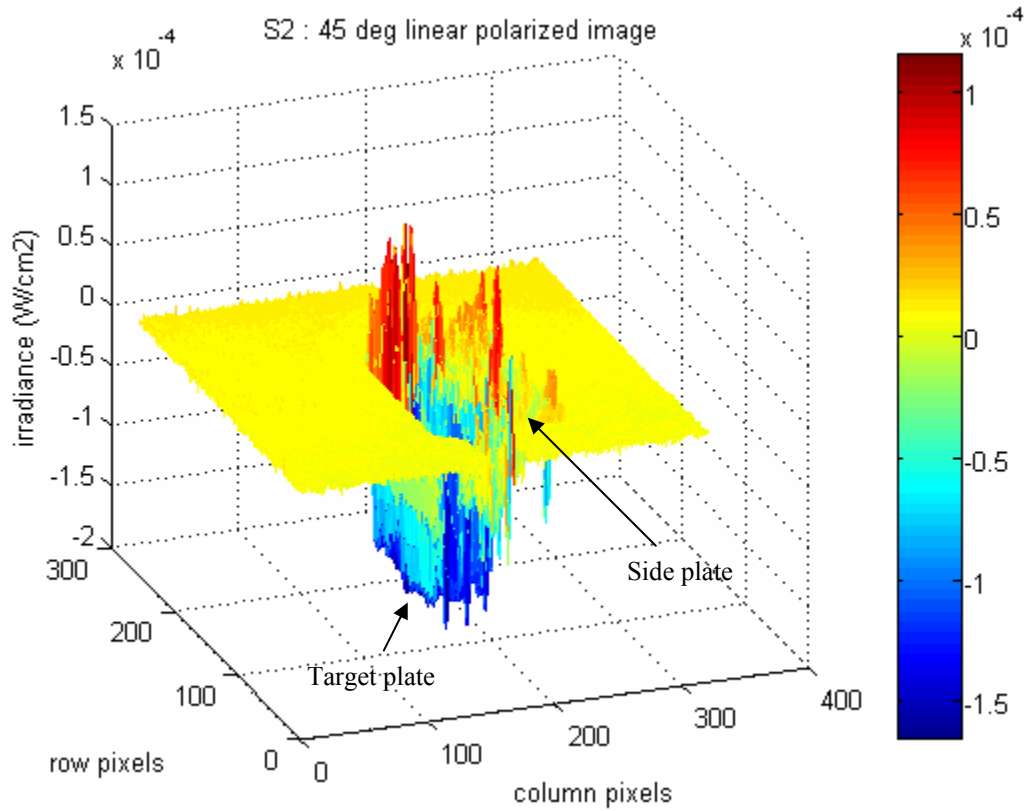 S2 : 45 deg linear polarized image
x 10^-4
x 10^-4
1.5
1
0.5
0
-0.5
-1
-1.5
-2
irradiance (W/cm2)
300
200
100
0
row pixels
0
100
200
300
400
column pixels
Side plate
Target plate
1
0.5
0
-0.5
-1
-1.5